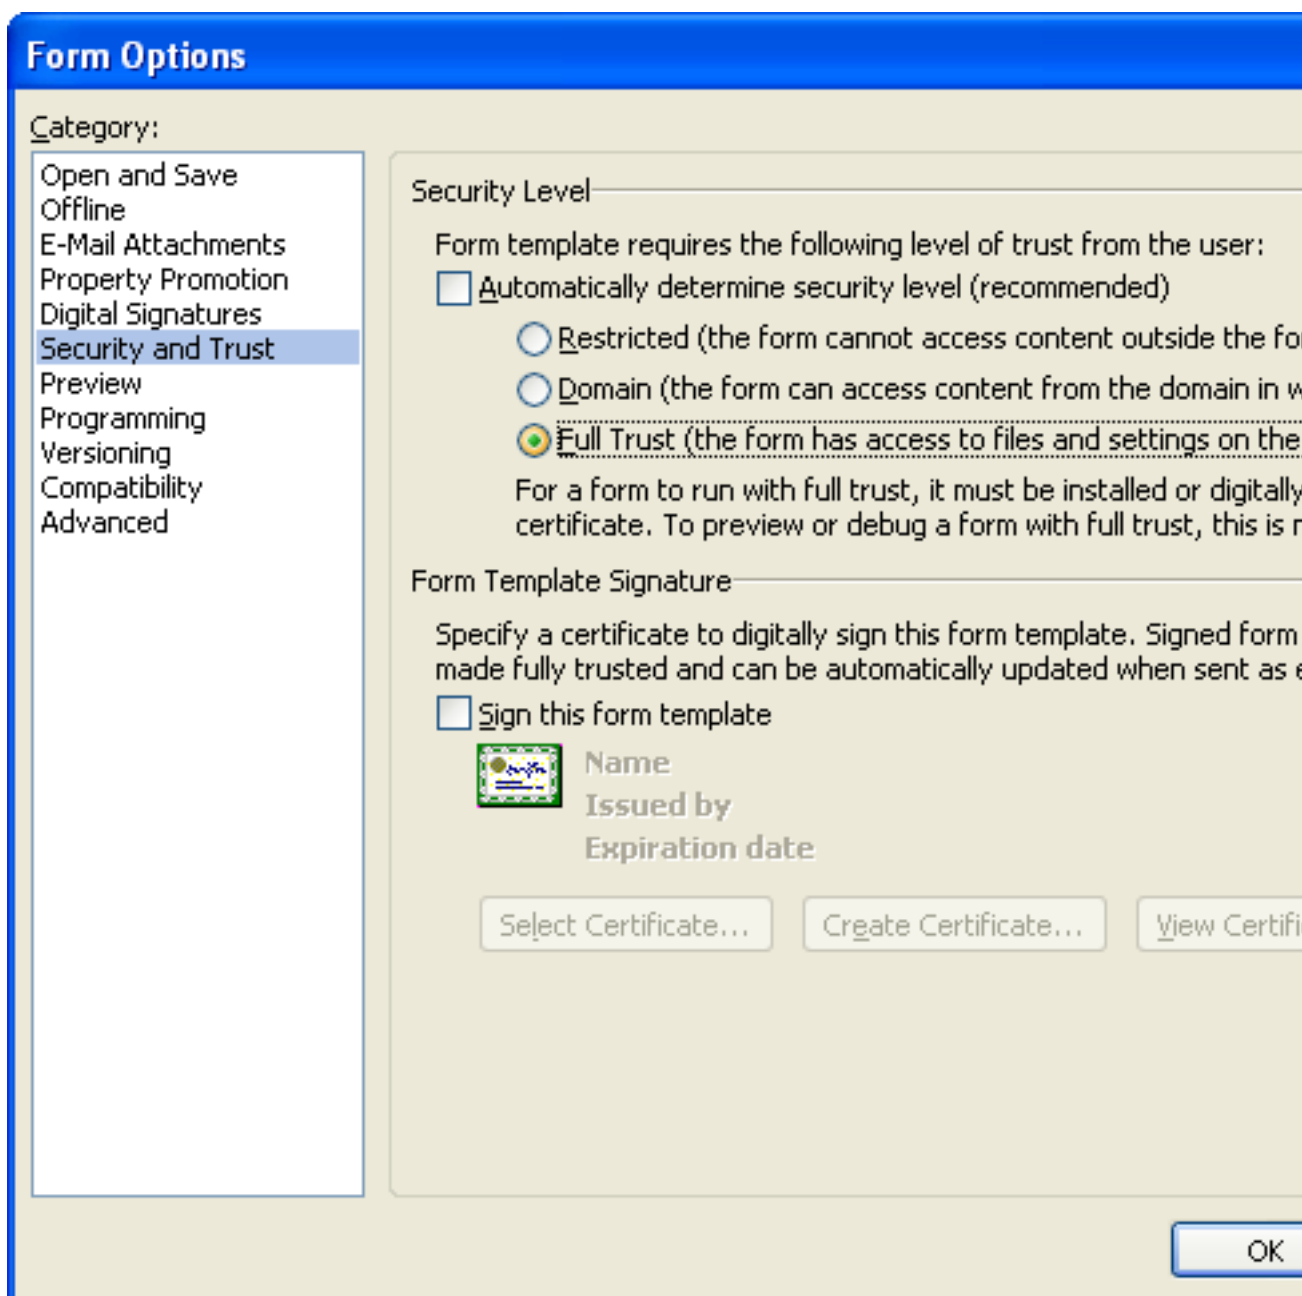 Form Options
Category:
Open and Save
Offline
E-Mail Attachments
Property Promotion
Digital Signatures
Security and Trust
Preview
Programming
Versioning
Compatibility
Advanced
Security Level
Form template requires the following level of trust from the user:
Automatically determine security level (recommended)
Restricted (the form cannot access content outside the
Domain (the form can access content from the domain in
Full Trust (the form has access to files and settings on the
For a form to run with full trust, it must be installed or digitally
certificate. To preview or debug a form with full trust, this is
Form Template Signature
Specify a certificate to digitally sign this form template. Signed form
made fully trusted and can be automatically updated when sent as
Sign this form template
Name
Issued by
Expiration date
Select Certificate...
Create Certificate...
View
OK